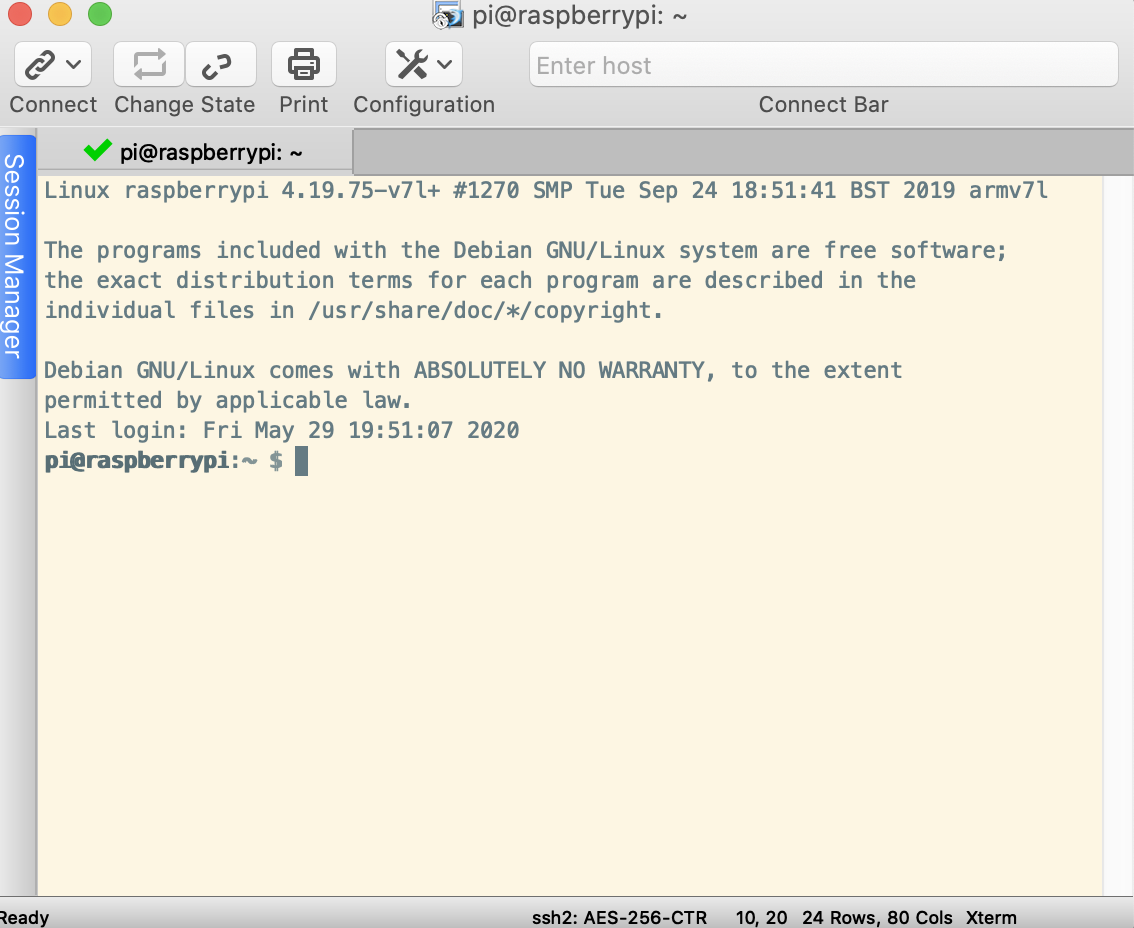 pi@raspberrypi: ~
Enter host
Connect Change State Print Configuration Connect Bar
pi@raspberrypi: ~
Session Manager
Linux raspberrypi 4.19.75-v7l+ #1270 SMP Tue Sep 24 18:51:41 BST 2019 armv7l
The programs included with the Debian GNU/Linux system are free software;
the exact distribution terms for each program are described in the
individual files in /usr/share/doc/*/copyright.
Debian GNU/Linux comes with ABSOLUTELY NO WARRANTY, to the extent
permitted by applicable law.
Last login: Fri May 29 19:51:07 2020
pi@raspberrypi:~ $
Ready ssh2: AES-256-CTR 10, 20 24 Rows, 80 Cols Xterm